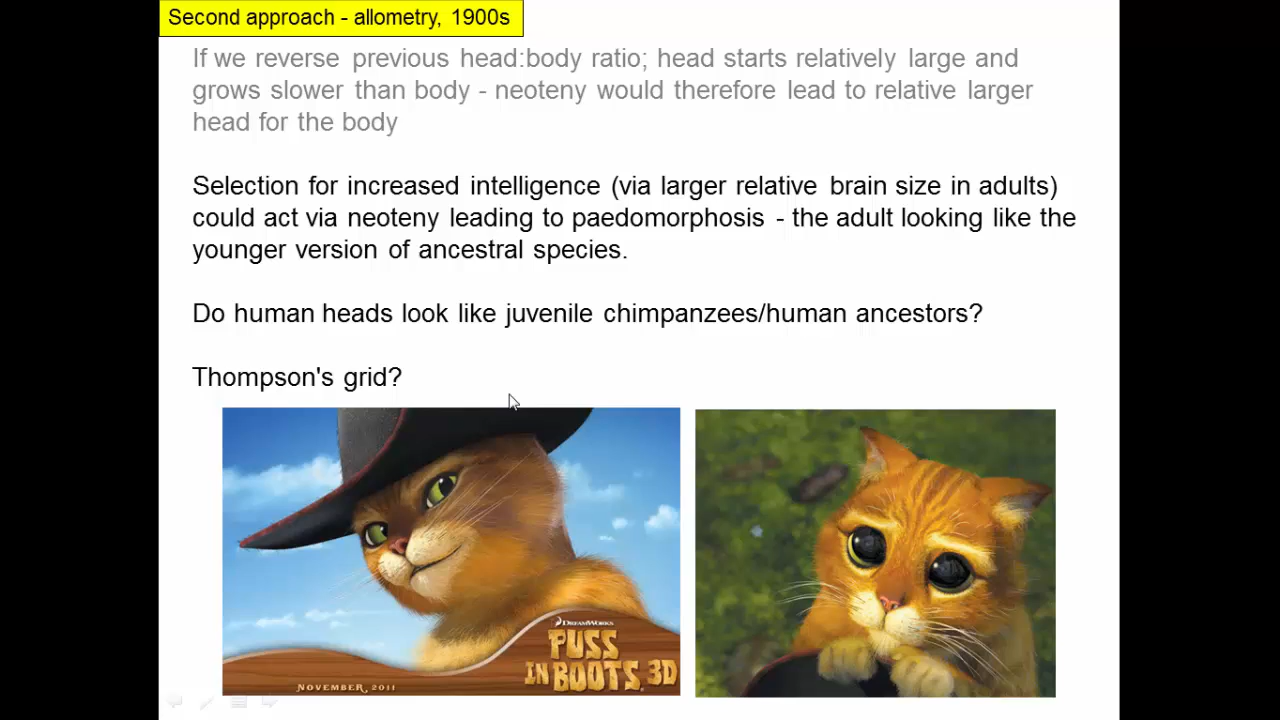 Second approach - allometry, 1900s
If we reverse previous head:body ratio; head starts relatively large and
grows slower than body - neoteny would therefore lead to relative larger
head for the body
Selection for increased intelligence (via larger relative brain size in adults)
could act via neoteny leading to paedomorphosis - the adult looking like the
younger version of ancestral species.
Do human heads look like juvenile chimpanzees/human ancestors?
Thompson's grid?
DREAMWORKS
PUSS
IN BOOTS 3D
NOVEMBER, 2011